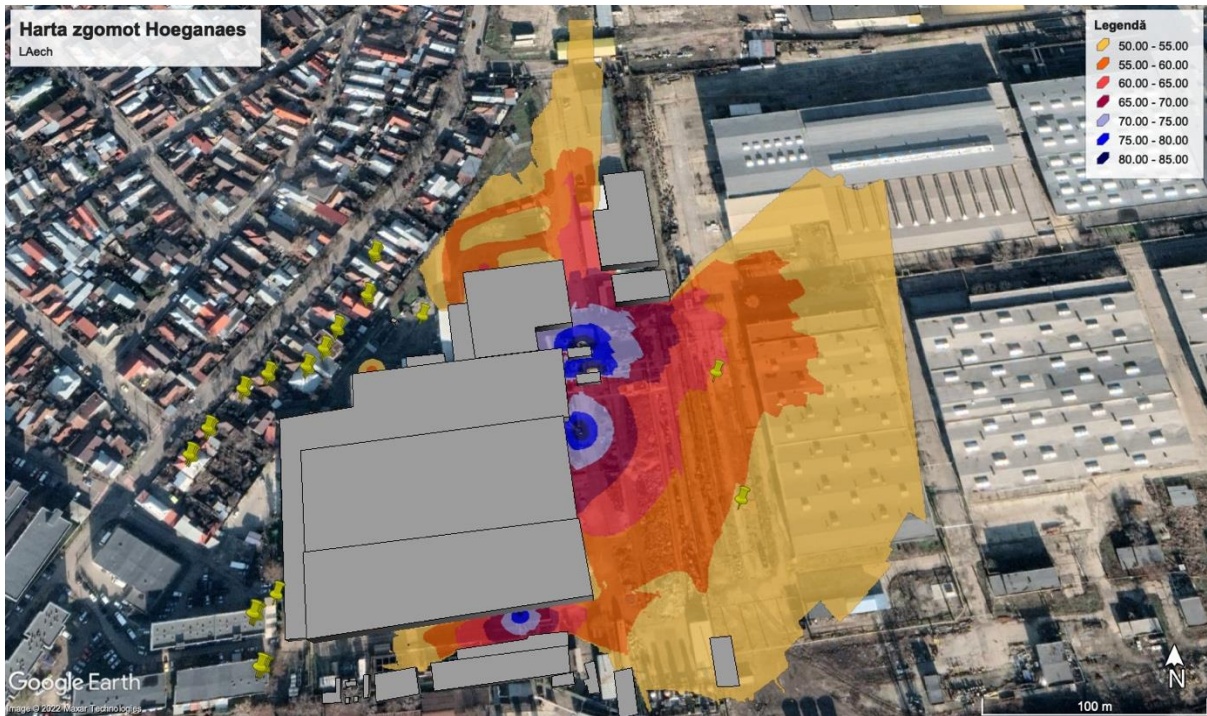 Harta zgomot Hoeganaes
LAech
Legendă
50.00 - 55.00
55.00 - 60.00
60.00 - 65.00
65.00 - 70.00
70.00 - 75.00
75.00 - 80.00
80.00 - 85.00
Google Earth
Image © 2022 Maxar Technologies
100 m
N